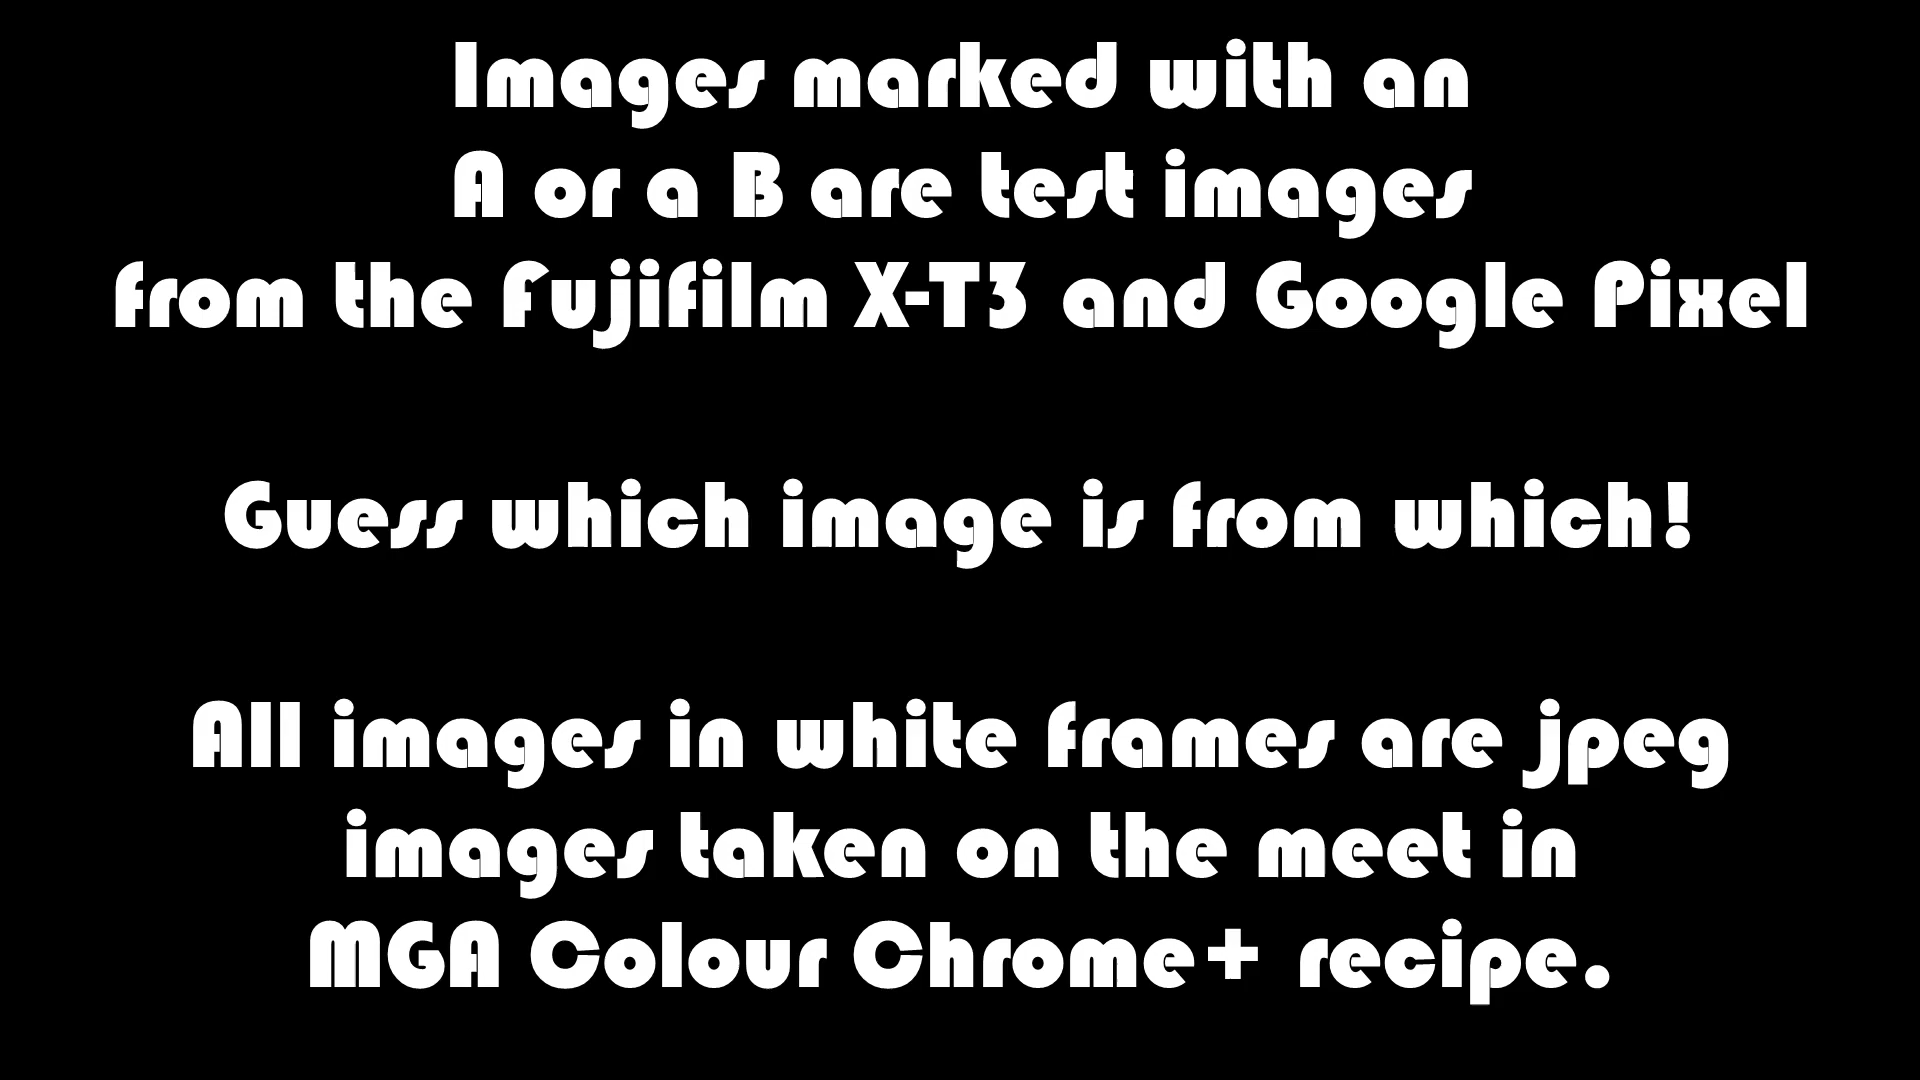 Images marked with an
A or a B are test images
from the Fujifilm X-T3 and Google Pixel
Guess which image is from which!
All images in white frames are jpeg
images taken on the meet in
MGA Colour Chrome+ recipe.